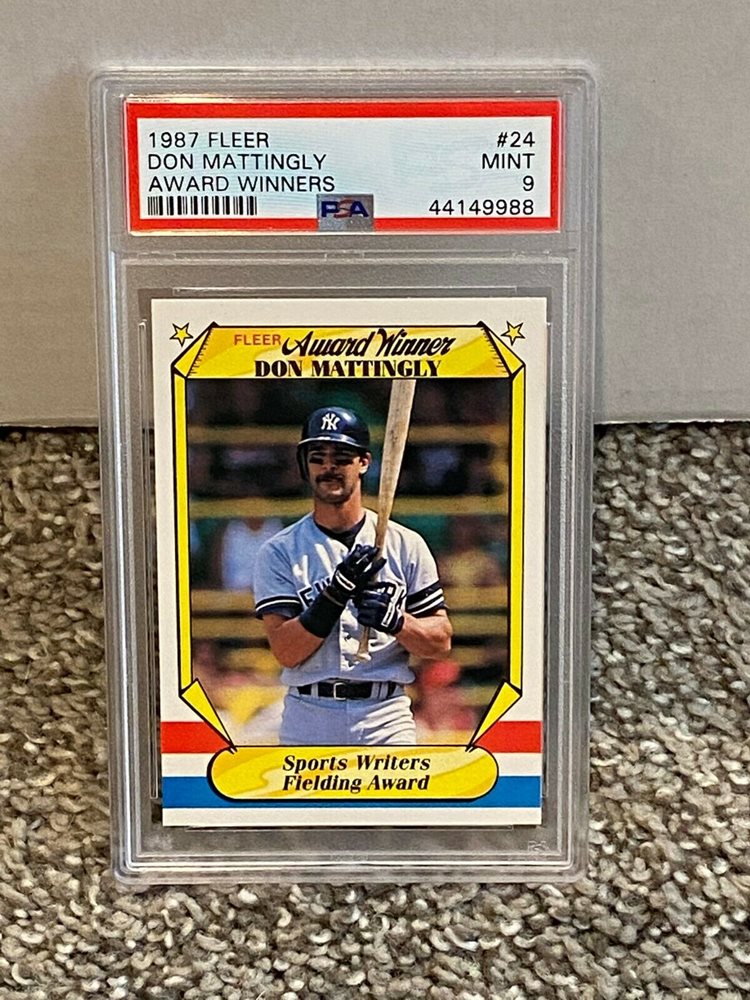 1987 FLEER #24
DON MATTINGLY MINT
AWARD WINNERS 9
PSA 44149988
FLEER Award Winner
DON MATTINGLY
NY
Sports Writers
Fielding Award